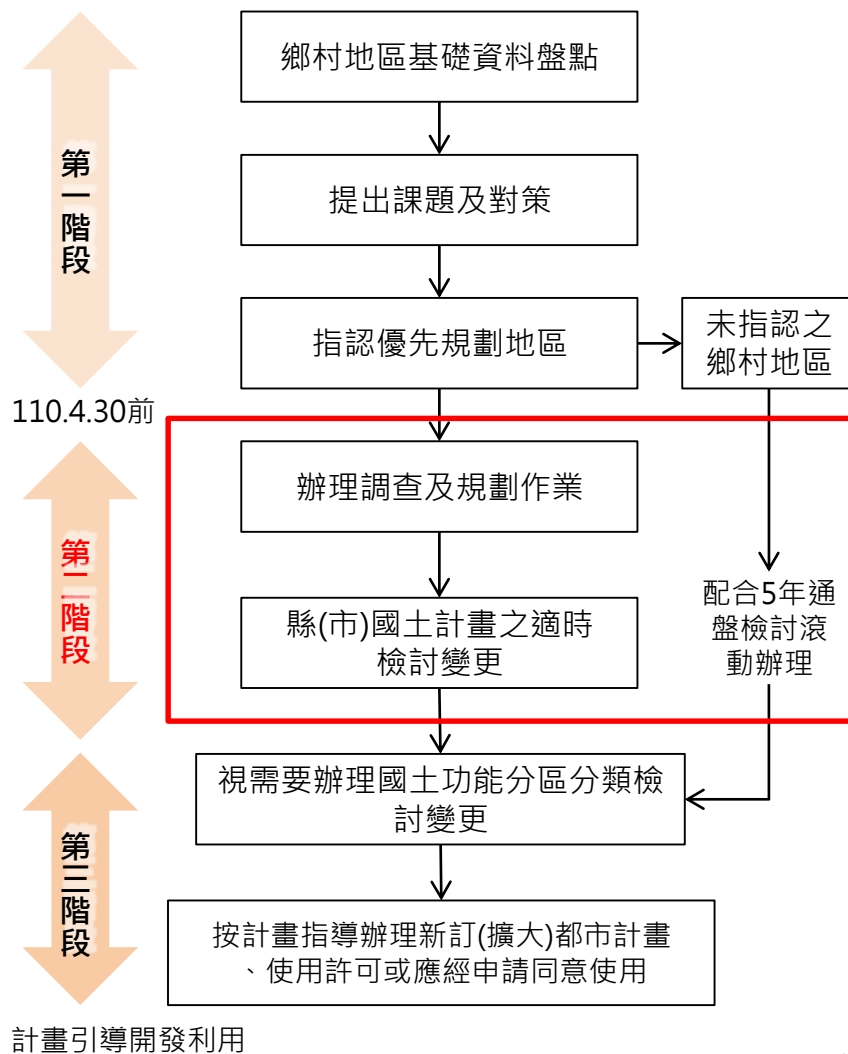 鄉村地區基礎資料盤點
第一階段
提出課題及對策
指認優先規劃地區
未指認之
鄉村地區
110.4.30前
第二階段
辦理調查及規劃作業
縣(市)國土計畫之適時
檢討變更
配合5年通
盤檢討滾
動辦理
第三階段
視需要辦理國土功能分區分類檢
討變更
按計畫指導辦理新訂(擴大)都市計畫
、使用許可或應經申請同意使用
計畫引導開發利用